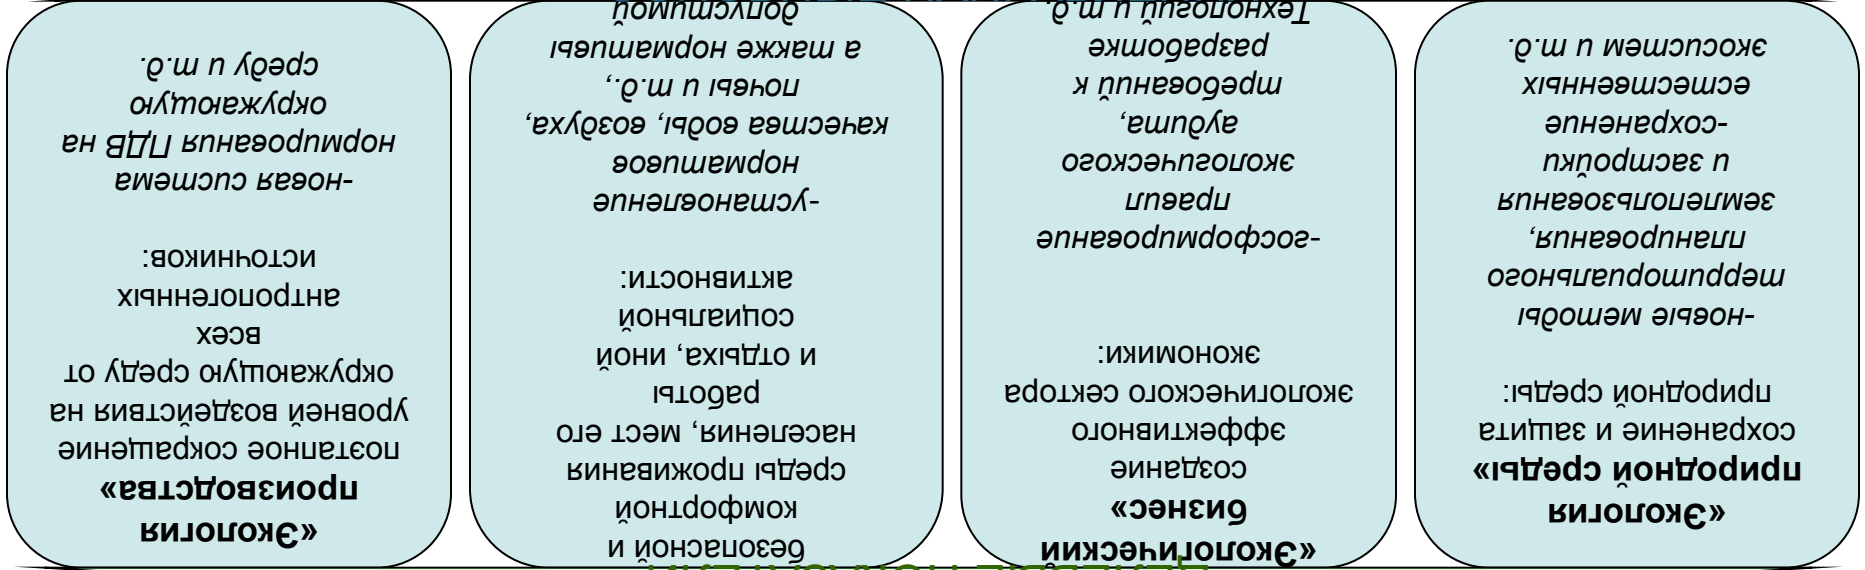 «Экология
природной среды»
сохранение и защита
природной среды:
-новые методы
территориального
планирования,
землепользования
и застройки
-сохранение
естественных
экосистем и т.д.
«Экологический
бизнес»
создание
эффективного
экологического сектора
экономики:
-госформирование
правил
экологического
аудита,
требований к
разработке
Технологий и т.д.
безопасной и
комфортной
среды проживания
населения, мест его
работы
и отдыха, иной
социальной
активности:
-установление
нормативов
качества воды, воздуха,
почвы и т.д..,
а также нормативы
допустимой
«Экология
производства»
поэтапное сокращение
уровней воздействия на
окружающую среду от
всех
антропогенных
источников:
-новая система
нормирования ПДВ на
окружающую
среду и т.д.